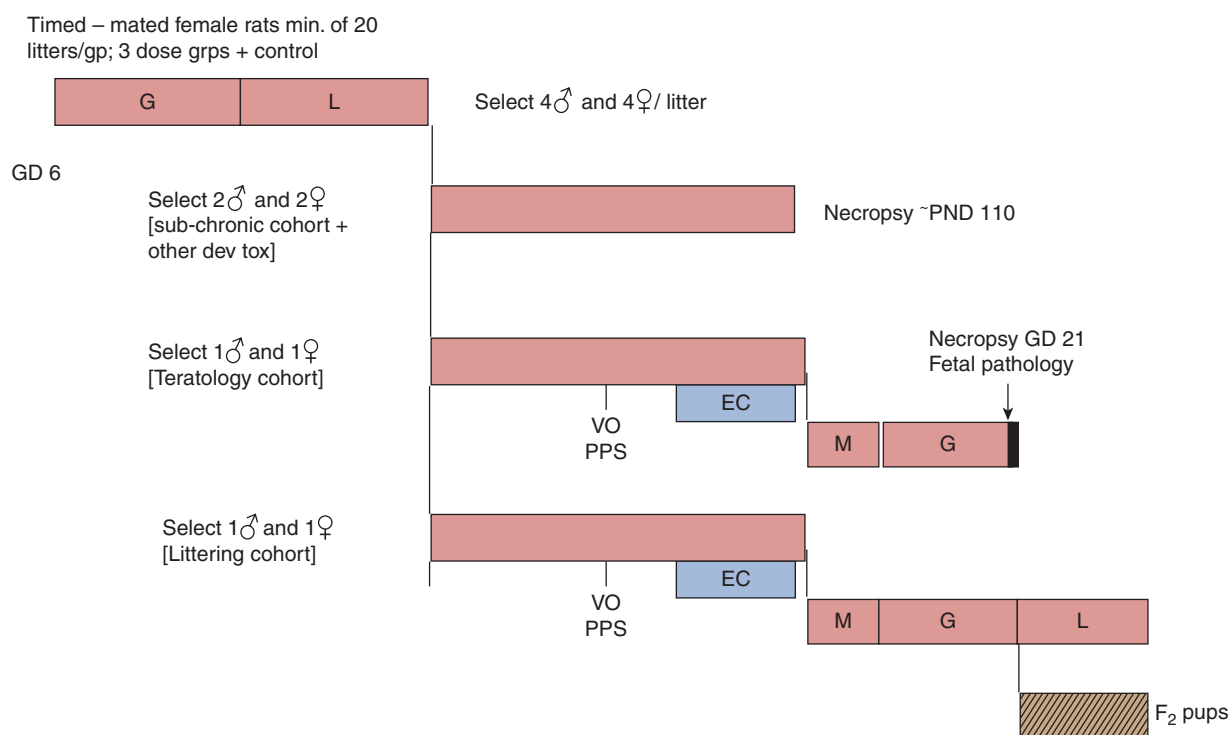 Timed – mated female rats min. of 20
litters/gp; 3 dose grps + control
G
L
Select 4♂ and 4♀/ litter
GD 6
Select 2♂ and 2♀
[sub-chronic cohort +
other dev tox]
Necropsy ~PND 110
Select 1♂ and 1♀
[Teratology cohort]
Necropsy GD 21
Fetal pathology
EC
VO
PPS
M
G
Select 1♂ and 1♀
[Littering cohort]
EC
VO
PPS
M
G
L
F₂ pups